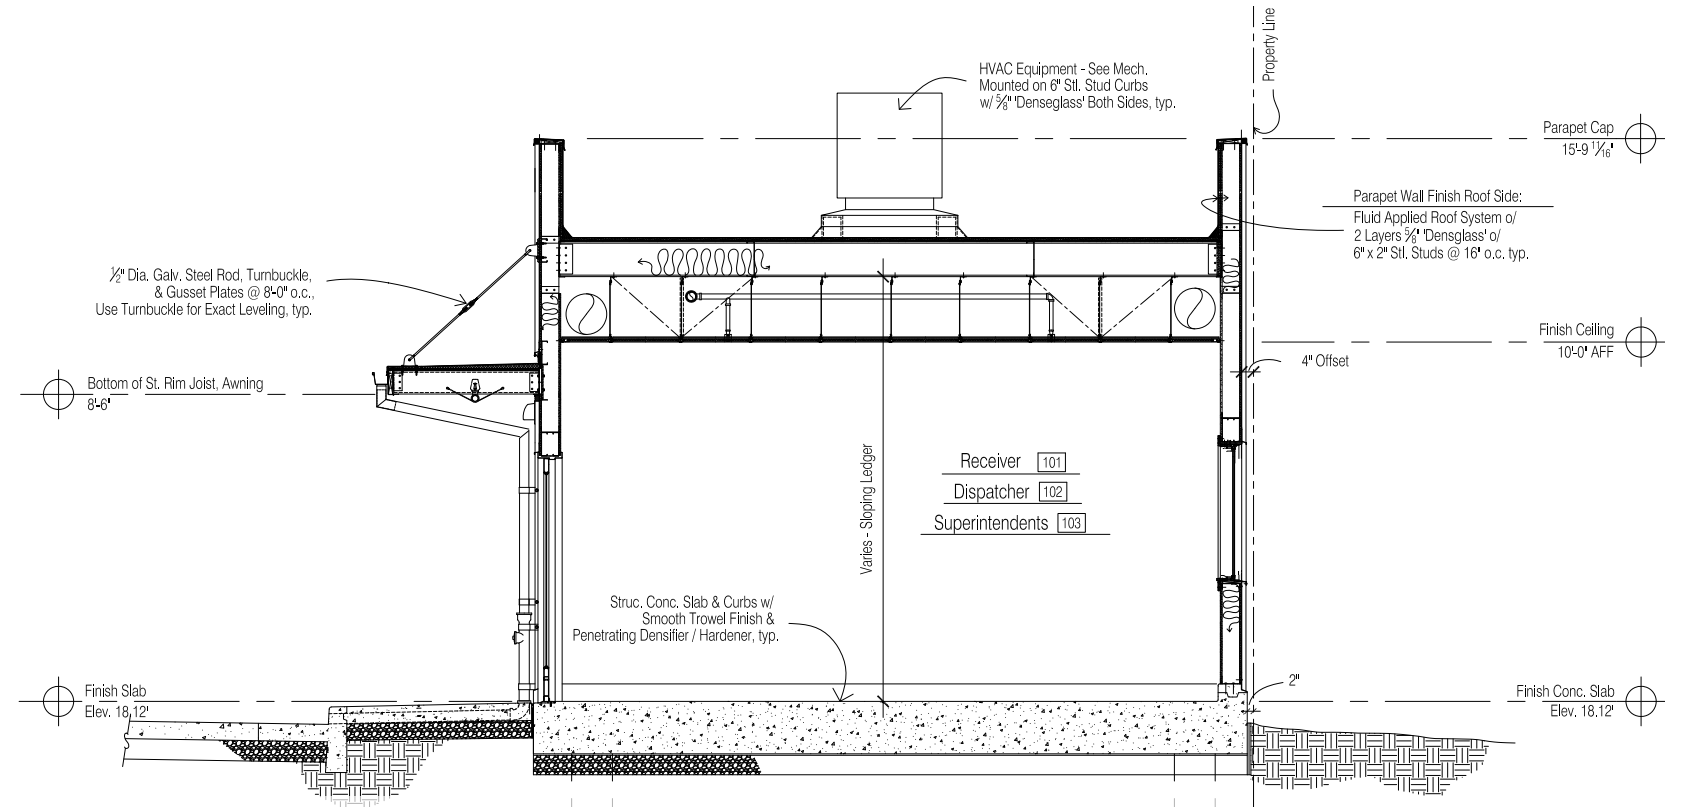 Property Line
HVAC Equipment - See Mech.
Mounted on 6" Stl. Stud Curbs
w/ 5/8" 'Denseglass' Both Sides, typ.
Parapet Cap
15'-9 11/16"
Parapet Wall Finish Roof Side:
Fluid Applied Roof System o/
2 Layers 5/8" 'Densglass' o/
6" x 2" Stl. Studs @ 16" o.c. typ.
1/2" Dia. Galv. Steel Rod, Turnbuckle,
& Gusset Plates @ 8'-0" o.c.,
Use Turnbuckle for Exact Leveling, typ.
Finish Ceiling
10'-0" AFF
4" Offset
Bottom of St. Rim Joist, Awning
8'-6"
Varies - Sloping Ledger
Receiver 101
Dispatcher 102
Superintendents 103
Struc. Conc. Slab & Curbs w/
Smooth Trowel Finish &
Penetrating Densifier / Hardener, typ.
Finish Slab
Elev. 18.12'
2"
Finish Conc. Slab
Elev. 18.12'